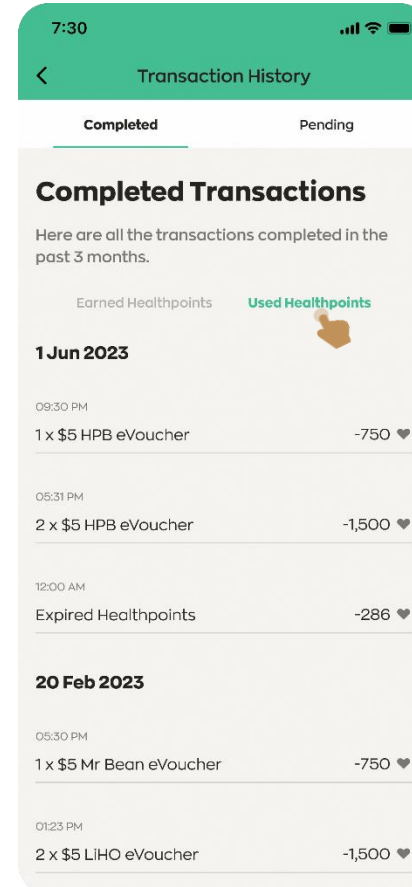 7:30
Transaction History
Completed Pending
Completed Transactions
Here are all the transactions completed in the
past 3 months.
Earned Healthpoints Used Healthpoints
1 Jun 2023
09:30 PM
1 x $5 HPB eVoucher -750
05:31 PM
2 x $5 HPB eVoucher -1,500
12:00 AM
Expired Healthpoints -286
20 Feb 2023
05:30 PM
1 x $5 Mr Bean eVoucher -750
01:23 PM
2 x $5 LiHO eVoucher -1,500